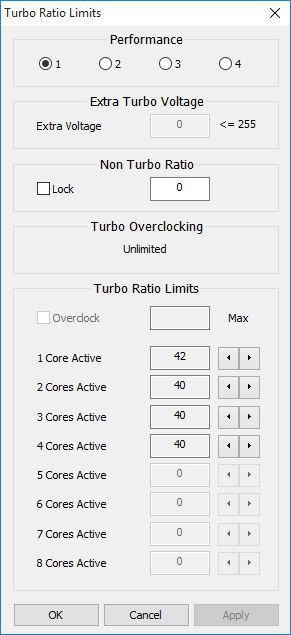 Turbo Ratio Limits
Performance
1 2 3 4
Extra Turbo Voltage
Extra Voltage 0 <= 255
Non Turbo Ratio
Lock 0
Turbo Overclocking
Unlimited
Turbo Ratio Limits
Overclock Max
1 Core Active 42
2 Cores Active 40
3 Cores Active 40
4 Cores Active 40
5 Cores Active 0
6 Cores Active 0
7 Cores Active 0
8 Cores Active 0
OK Cancel Apply